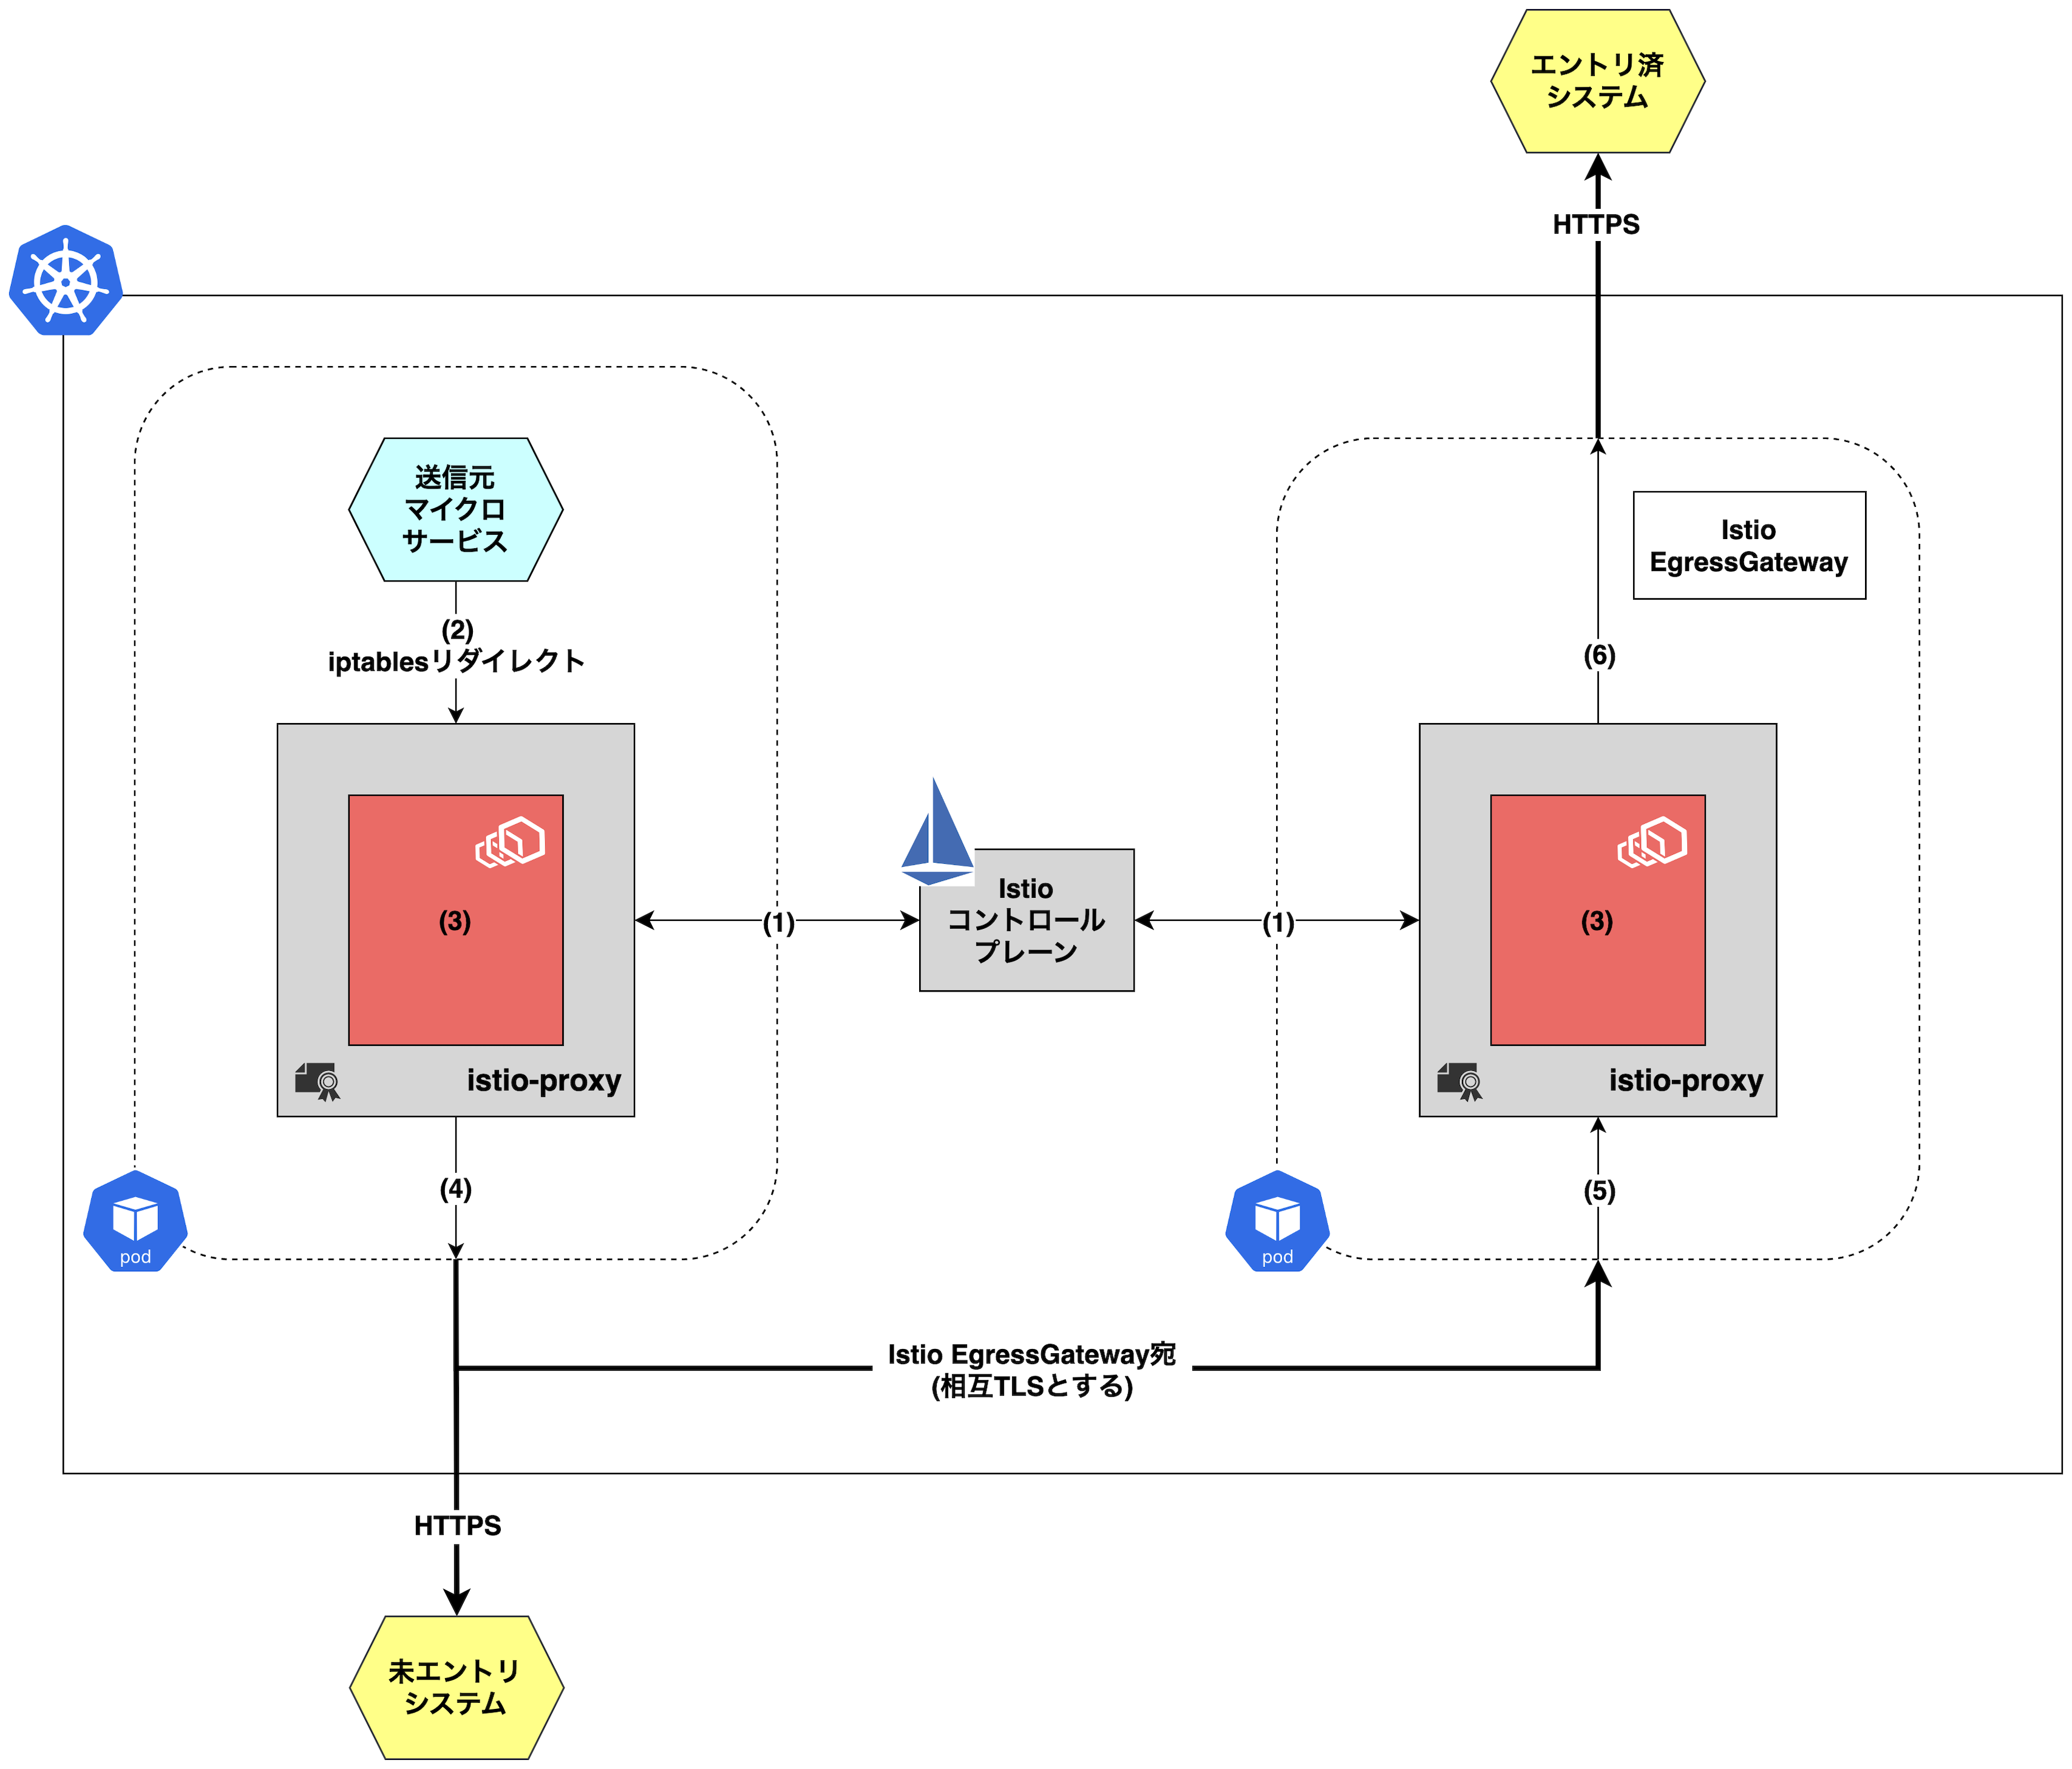 エントリ済
システム
HTTPS
送信元
マイクロ
サービス
(2)
iptablesリダイレクト
Istio
EgressGateway
(6)
(3)
istio-proxy
(1)
Istio
コントロール
プレーン
(1)
(3)
istio-proxy
(4)
pod
(5)
pod
Istio EgressGateway宛
(相互TLSとする)
HTTPS
未エントリ
システム